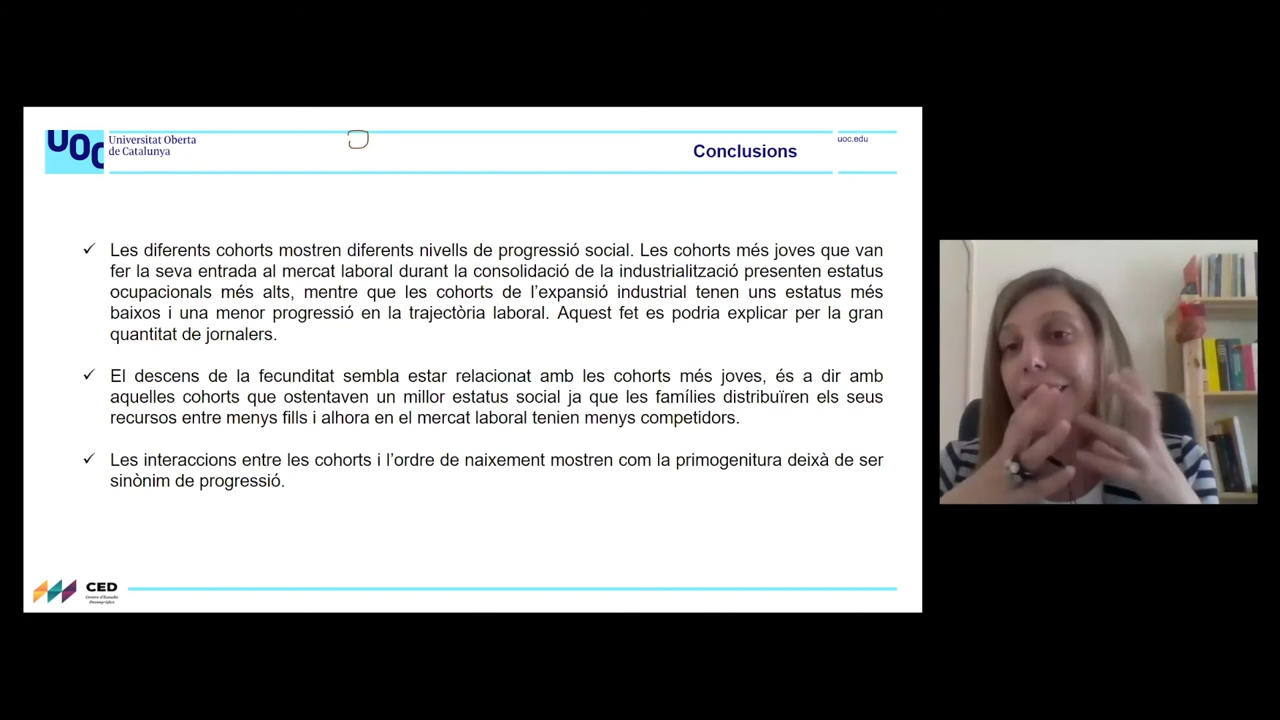 UOC
Universitat Oberta
de Catalunya
Conclusions
uoc.edu
✓ Les diferents cohorts mostren diferents nivells de progressió social. Les cohorts més joves que van
fer la seva entrada al mercat laboral durant la consolidació de la industrialització presenten estatus
ocupacionals més alts, mentre que les cohorts de l’expansió industrial tenen uns estatus més
baixos i una menor progressió en la trajectòria laboral. Aquest fet es podria explicar per la gran
quantitat de jornalers.
✓ El descens de la fecunditat sembla estar relacionat amb les cohorts més joves, és a dir amb
aquelles cohorts que ostentaven un millor estatus social ja que les famílies distribuïren els seus
recursos entre menys fills i alhora en el mercat laboral tenien menys competidors.
✓ Les interaccions entre les cohorts i l’ordre de naixement mostren com la primogenitura deixà de ser
sinònim de progressió.
CED
Centre d'Estudis
Demogràfics